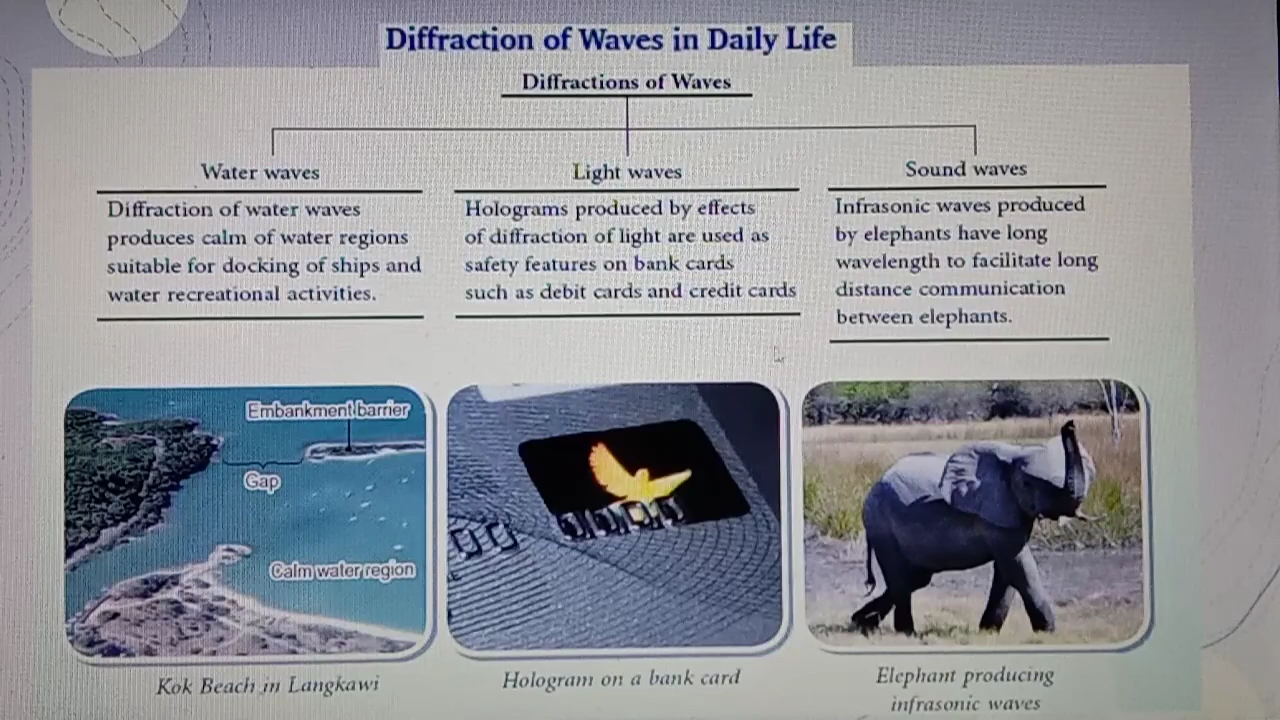 Diffraction of Waves in Daily Life
Diffractions of Waves
Water waves
Diffraction of water waves
produces calm of water regions
suitable for docking of ships and
water recreational activities.
Light waves
Holograms produced by effects
of diffraction of light are used as
safety features on bank cards
such as debit cards and credit cards
Sound waves
Infrasonic waves produced
by elephants have long
wavelength to facilitate long
distance communication
between elephants.
Embankment barrier
Gap
Calm water region
Kok Beach in Langkawi
Hologram on a bank card
Elephant producing
infrasonic waves